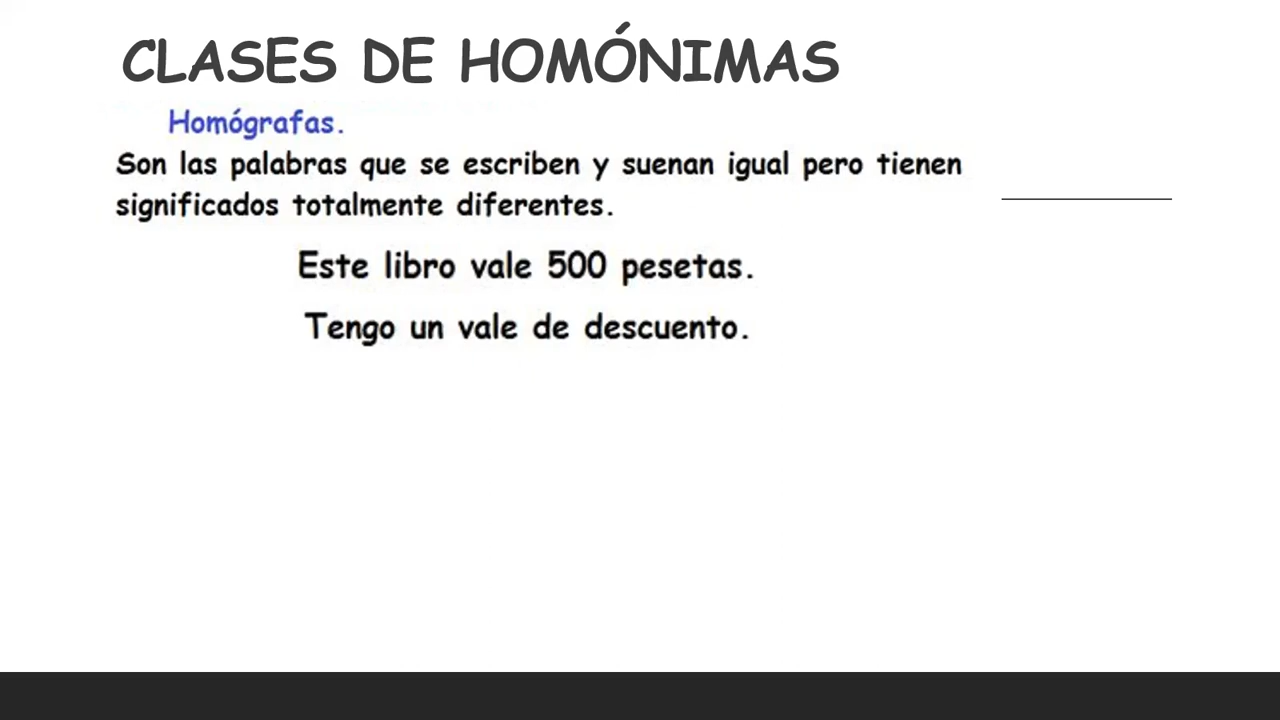 CLASES DE HOMÓNIMAS
Homógrafas.
Son las palabras que se escriben y suenan igual pero tienen
significados totalmente diferentes.
Este libro vale 500 pesetas.
Tengo un vale de descuento.